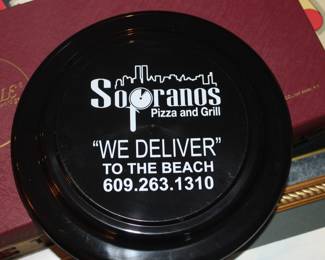 Sopranos
Pizza and Grill
"WE DELIVER"
TO THE BEACH
609.263.1310